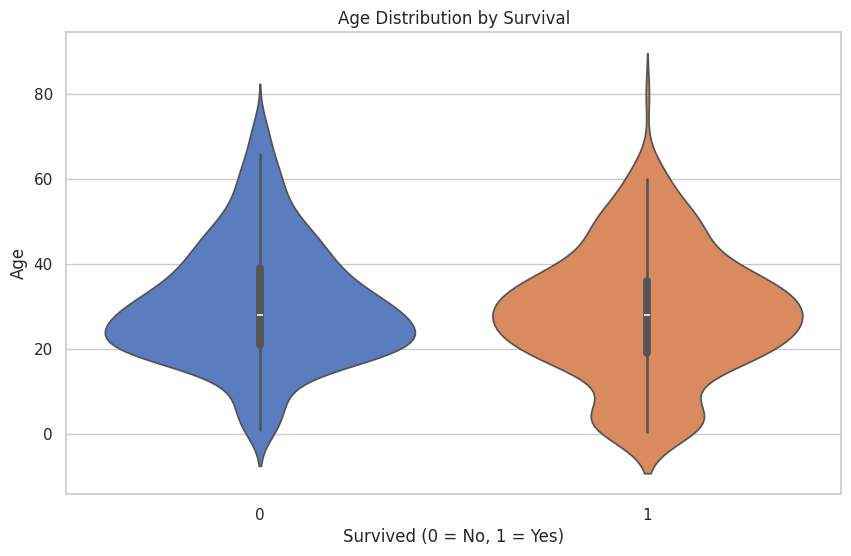 Age Distribution by Survival
80
60
40
20
0
Age
0
1
Survived (0 = No, 1 = Yes)